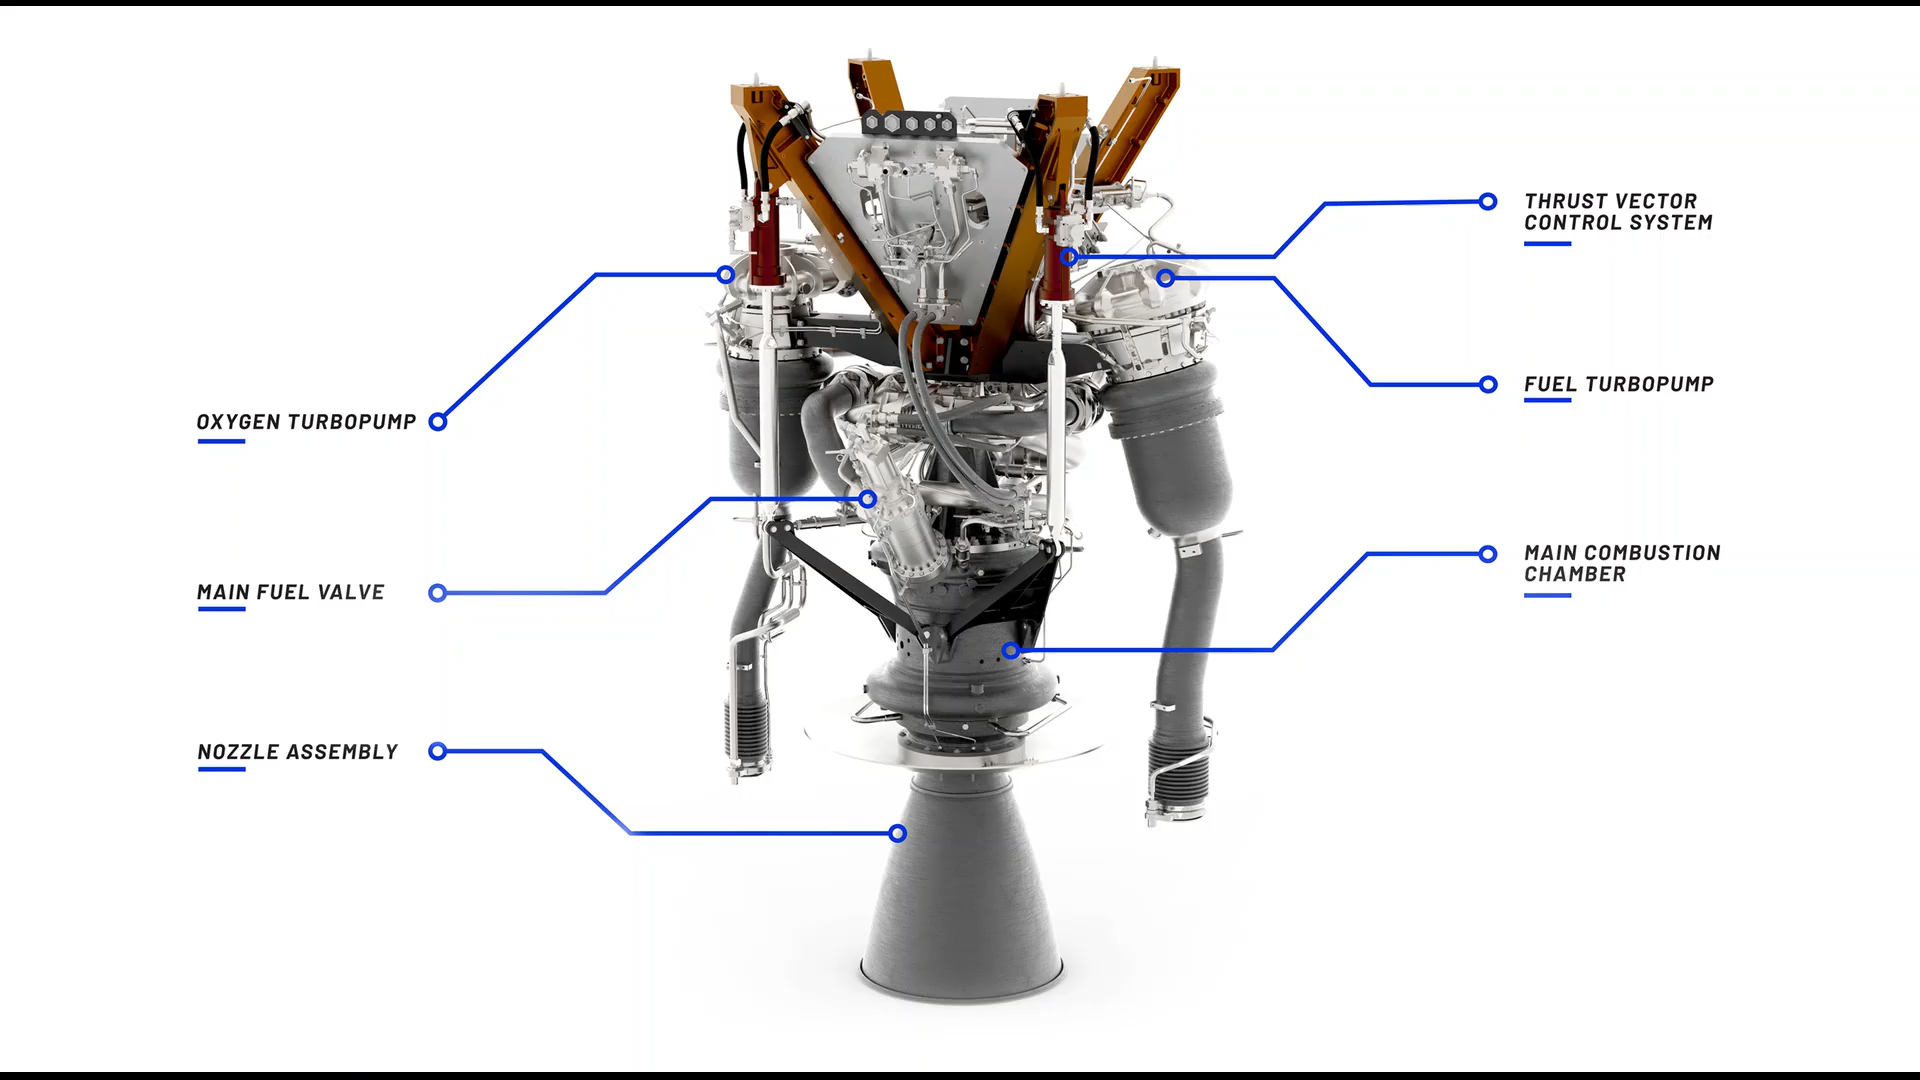 THRUST VECTOR
CONTROL SYSTEM
FUEL TURBOPUMP
OXYGEN TURBOPUMP
MAIN COMBUSTION
CHAMBER
MAIN FUEL VALVE
NOZZLE ASSEMBLY